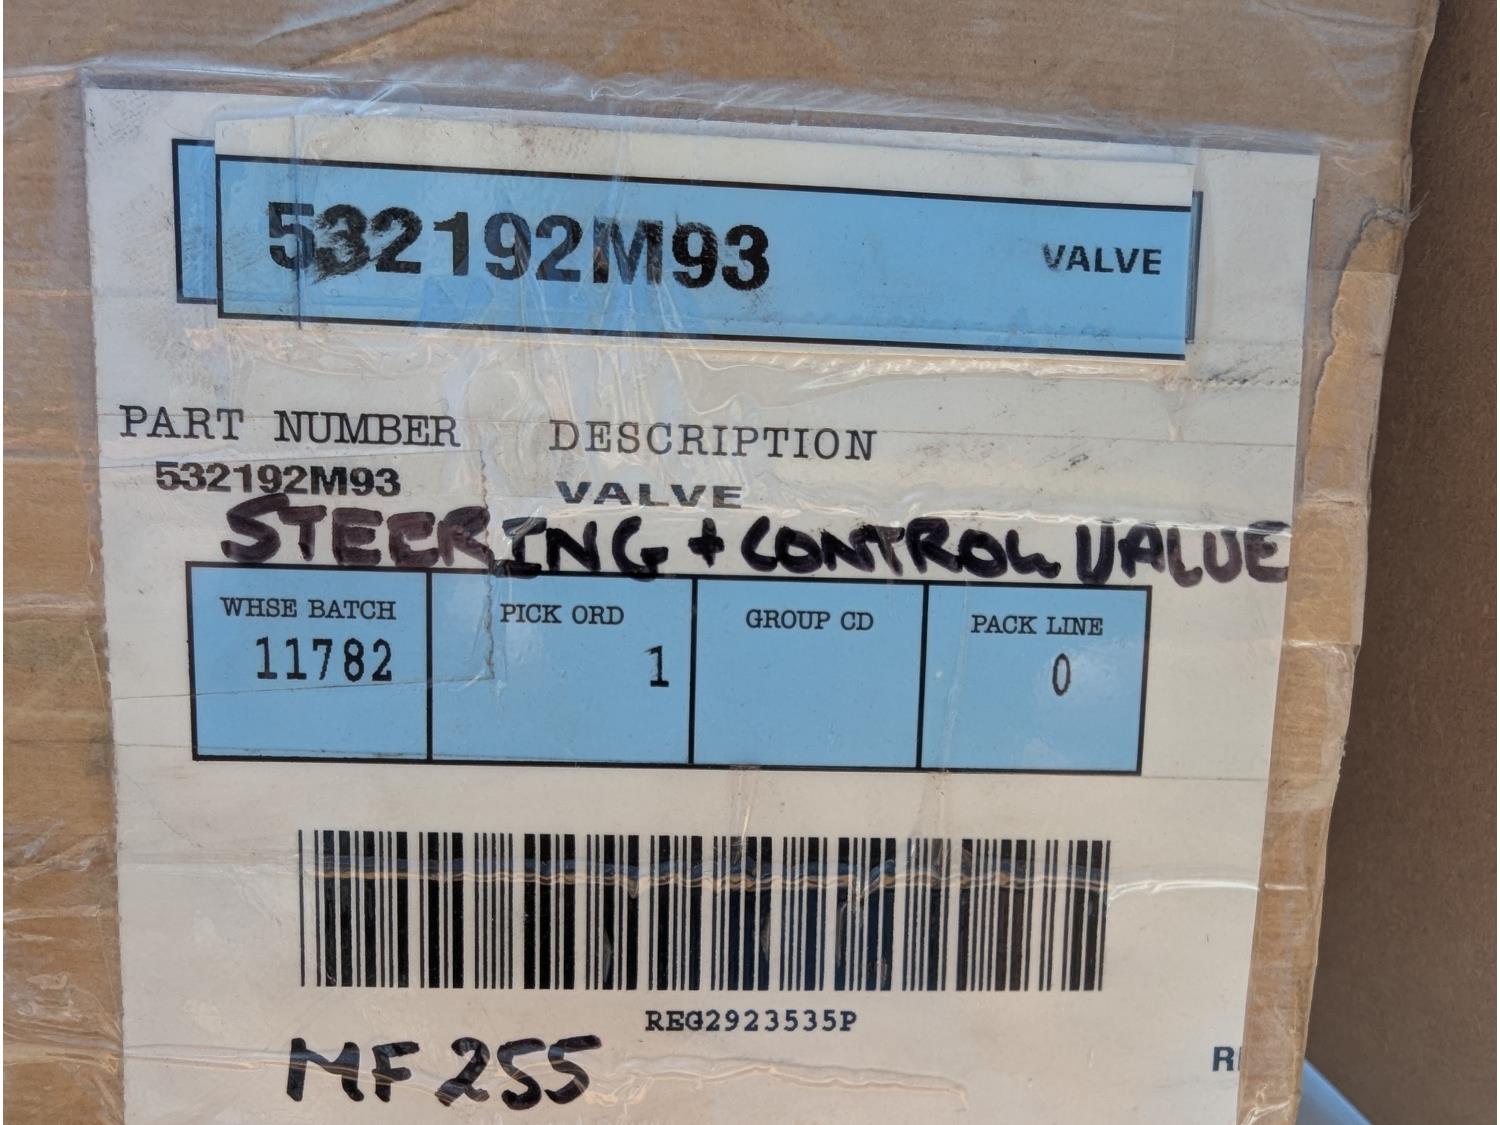 532192M93 VALVE
PART NUMBER DESCRIPTION
532192M93 VALVE
STEERING + CONTROL VALVE
WHSE BATCH PICK ORD GROUP CD PACK LINE
11782 1 0
REG2923535P
MF 255